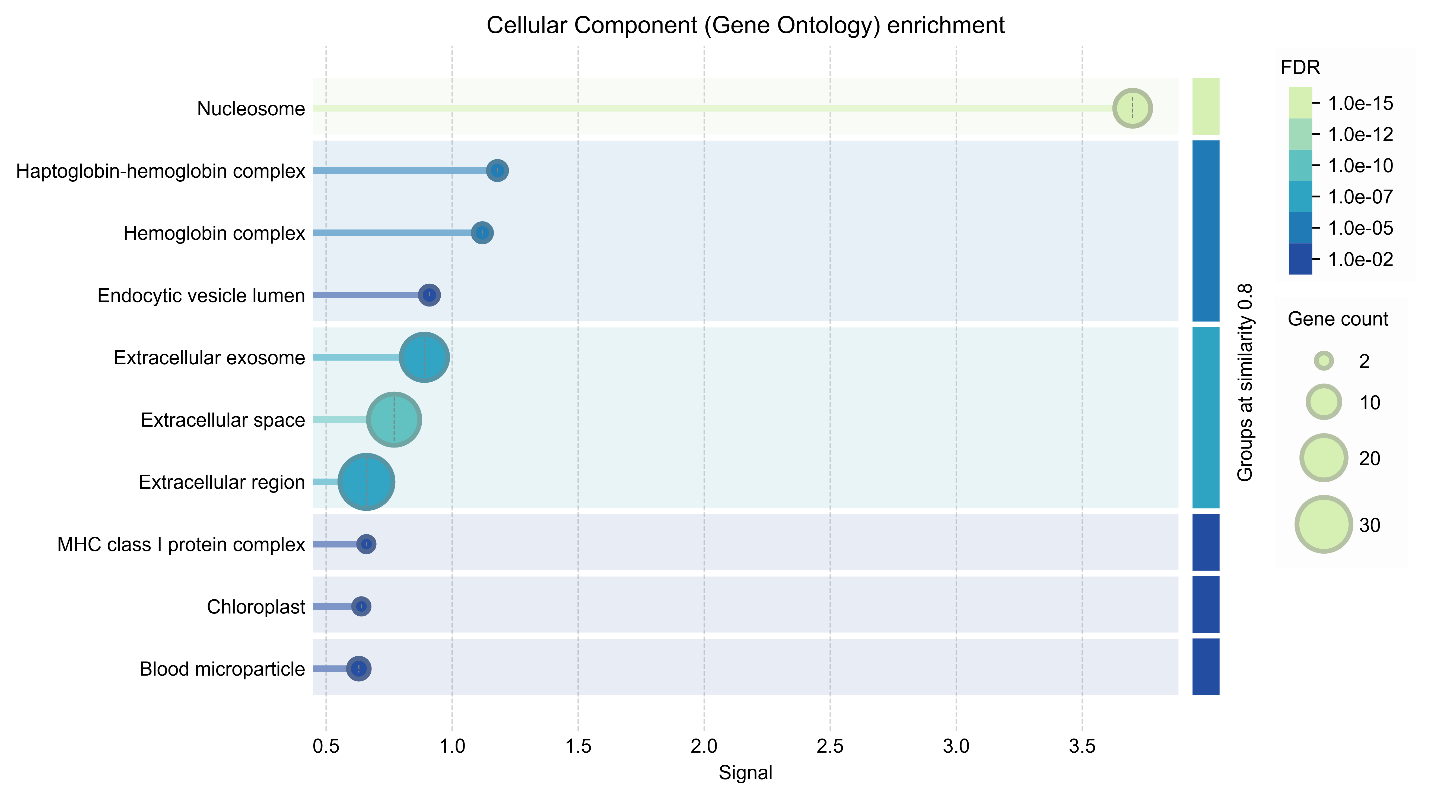 Cellular Component (Gene Ontology) enrichment
Nucleosome
Haptoglobin-hemoglobin complex
Hemoglobin complex
Endocytic vesicle lumen
Extracellular exosome
Extracellular space
Extracellular region
MHC class I protein complex
Chloroplast
Blood microparticle
0.5 1.0 1.5 2.0 2.5 3.0 3.5
Signal
Groups at similarity 0.8
FDR
1.0e-15
1.0e-12
1.0e-10
1.0e-07
1.0e-05
1.0e-02
Gene count
2
10
20
30